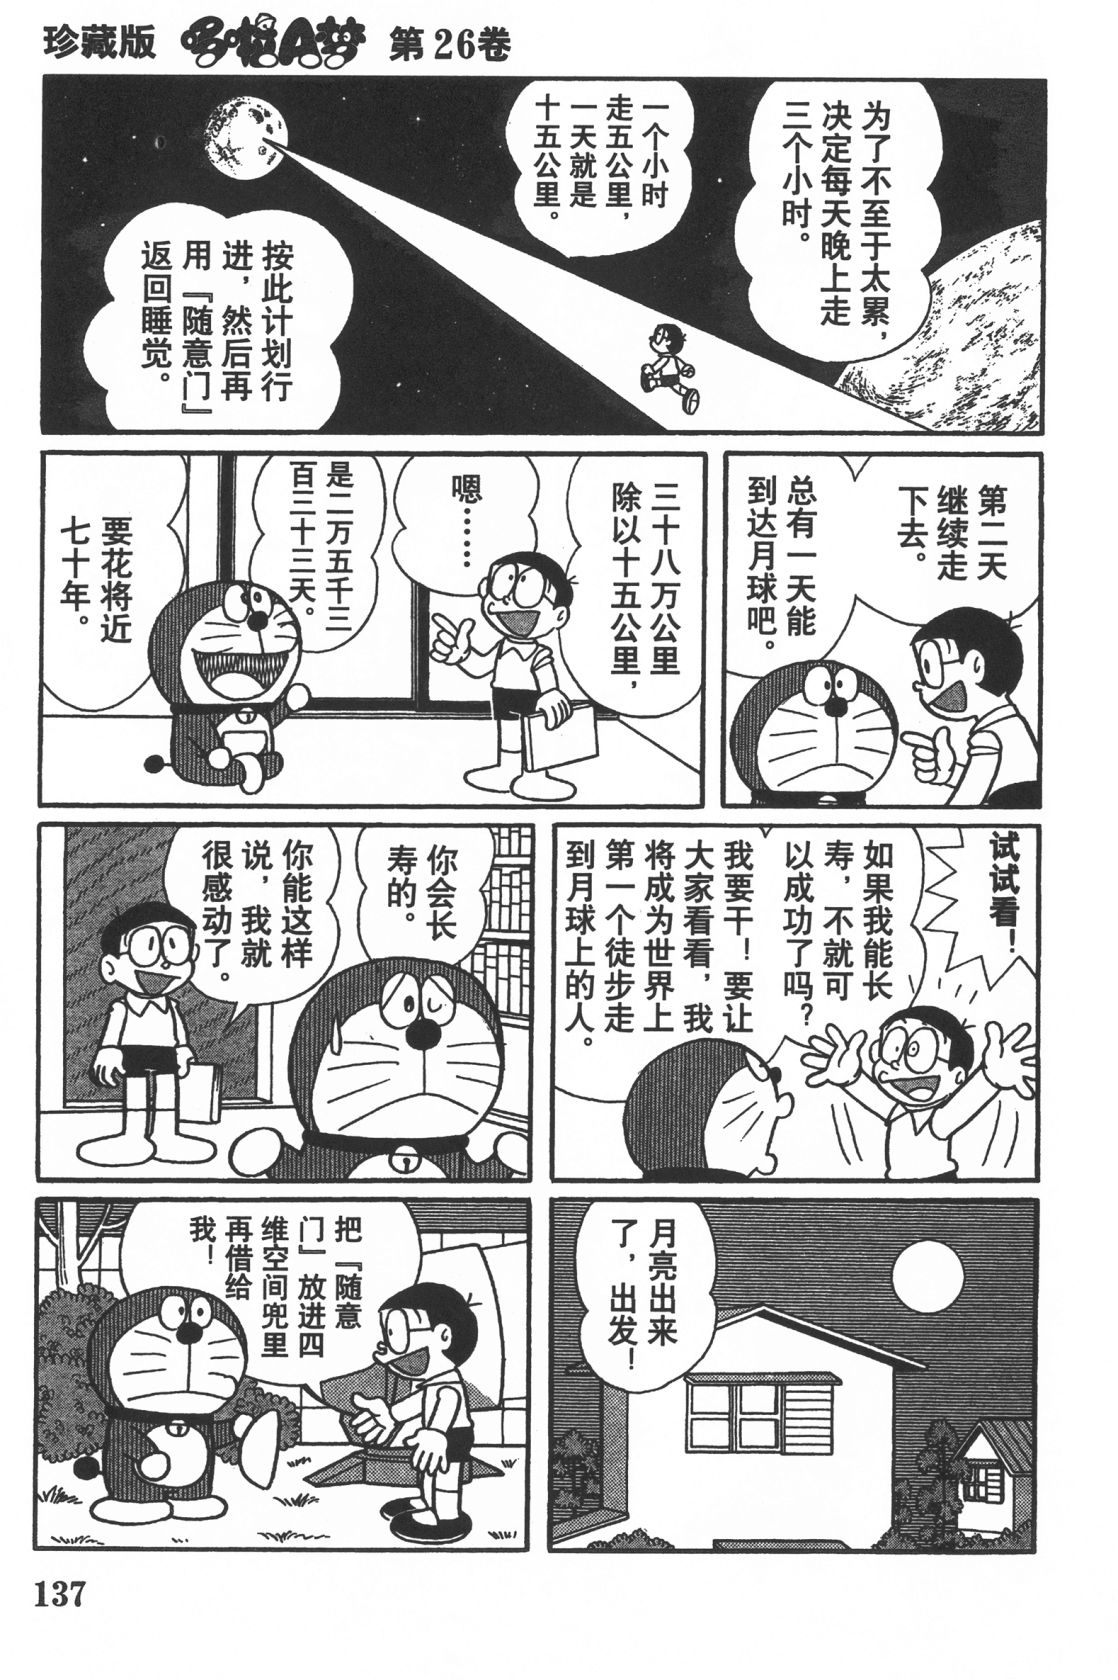 珍藏版 哆啦A梦 第26卷
为了不至于太累，
决定每天晚上走
三个小时。
一个小时
走五公里，
一天就是
十五公里。
按此计划行
进，然后再
用『随意门』
返回睡觉。
第二天
继续走
下去。
总有一天能
到达月球吧。
三十八万公里
除以十五公里，
嗯……
是二万五千三
百三十三天。
要花将近
七十年。
试试看！
如果我能长
寿，不就可
以成功了吗？
我要干！要让
大家看看，我
将成为世界上
第一个徒步走
到月球上的人。
你会长
寿的。
你能这样
说，我就
很感动了。
月亮出来
了，出发！
把『随意
门』放进四
维空间兜里
再借给
我！
137